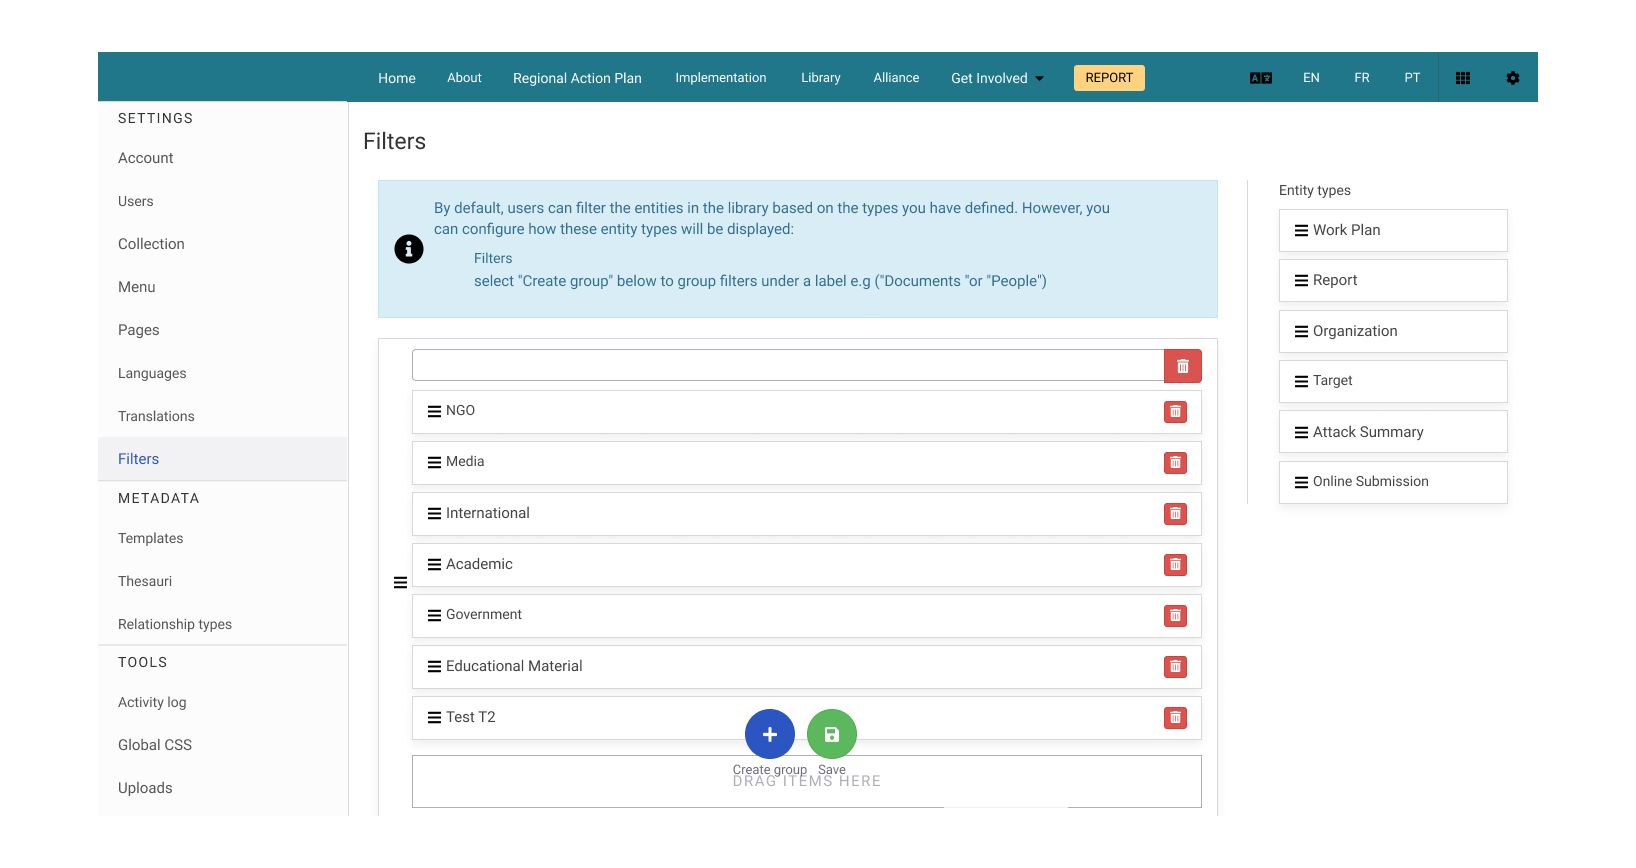 Home About Regional Action Plan Implementation Library Alliance Get Involved REPORT EN FR PT
SETTINGS
Account
Users
Collection
Menu
Pages
Languages
Translations
Filters
METADATA
Templates
Thesauri
Relationship types
TOOLS
Activity log
Global CSS
Uploads
Filters
By default, users can filter the entities in the library based on the types you have defined. However, you
can configure how these entity types will be displayed:
Filters
select "Create group" below to group filters under a label e.g ("Documents "or "People")
NGO
Media
International
Academic
Government
Educational Material
Test T2
Create group Save
DRAG ITEMS HERE
Entity types
Work Plan
Report
Organization
Target
Attack Summary
Online Submission